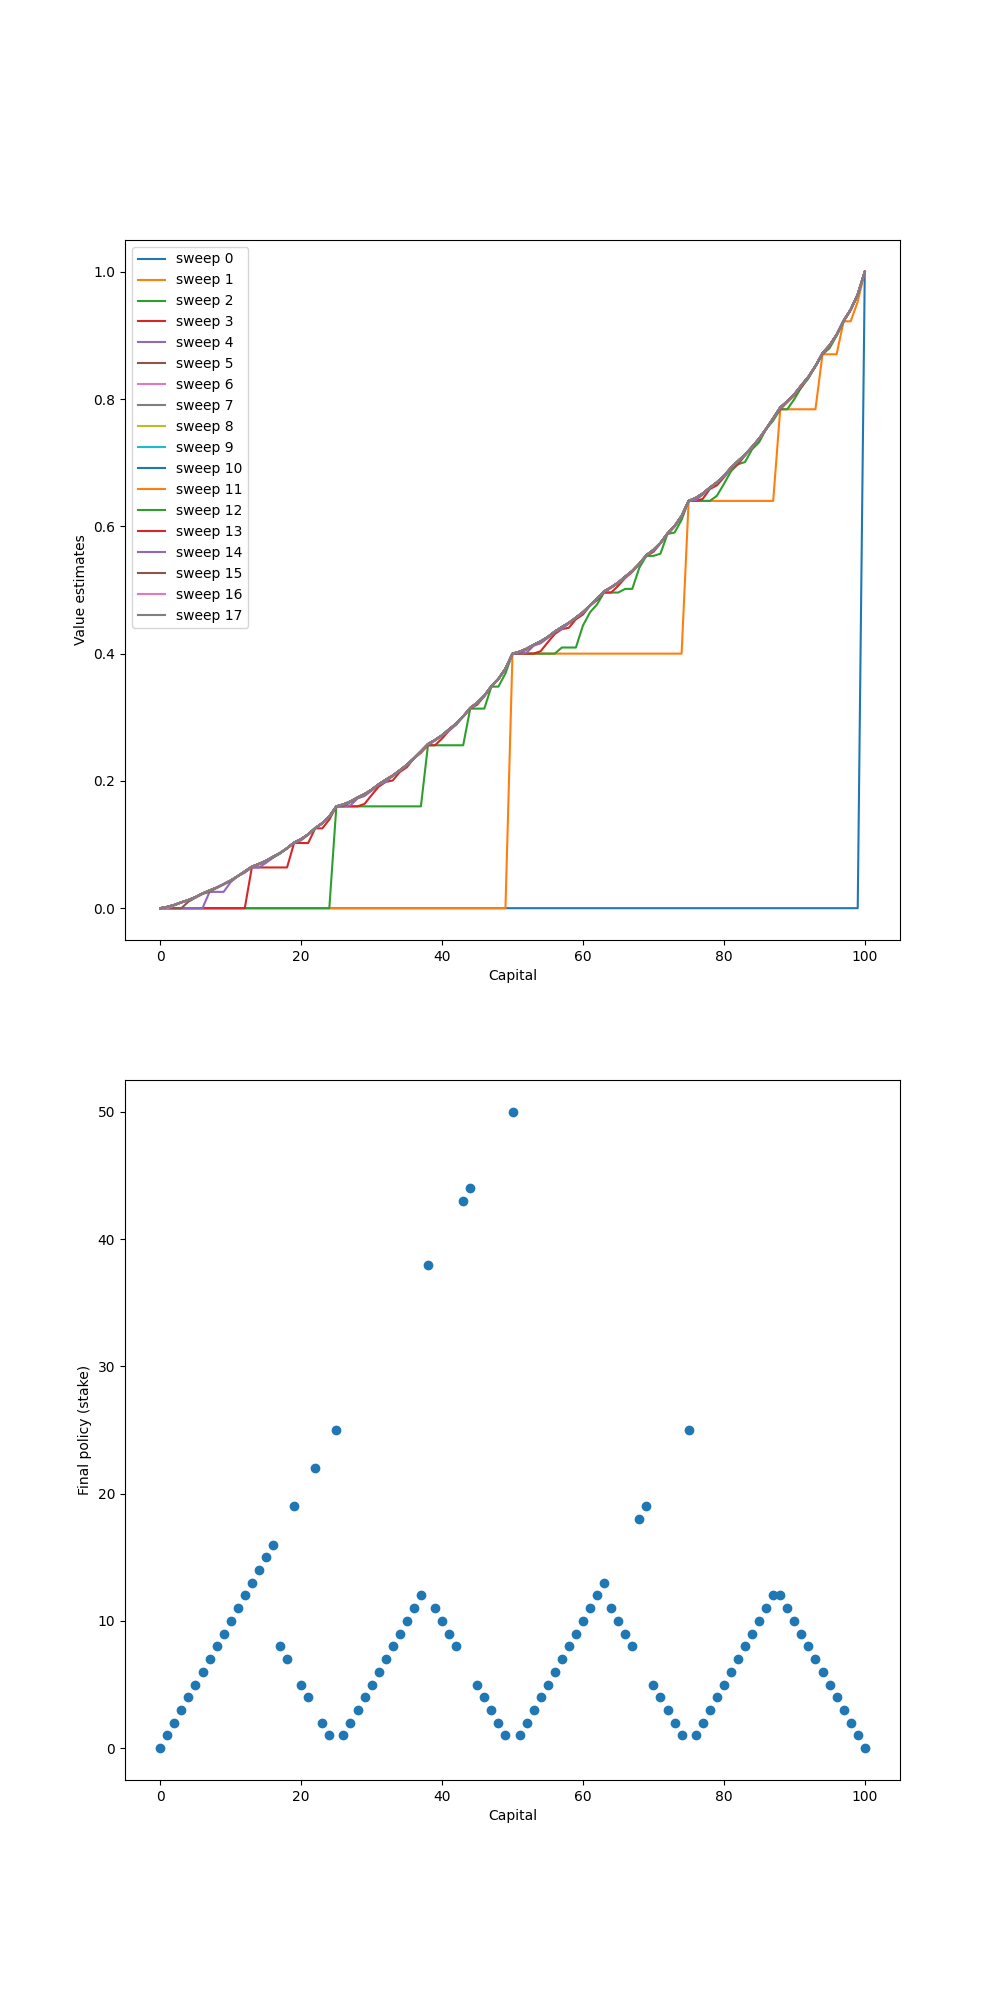 Value estimates
1.0
0.8
0.6
0.4
0.2
0.0
sweep 0
sweep 1
sweep 2
sweep 3
sweep 4
sweep 5
sweep 6
sweep 7
sweep 8
sweep 9
sweep 10
sweep 11
sweep 12
sweep 13
sweep 14
sweep 15
sweep 16
sweep 17
0 20 40 60 80 100
Capital
Final policy (stake)
50
40
30
20
10
0
0 20 40 60 80 100
Capital